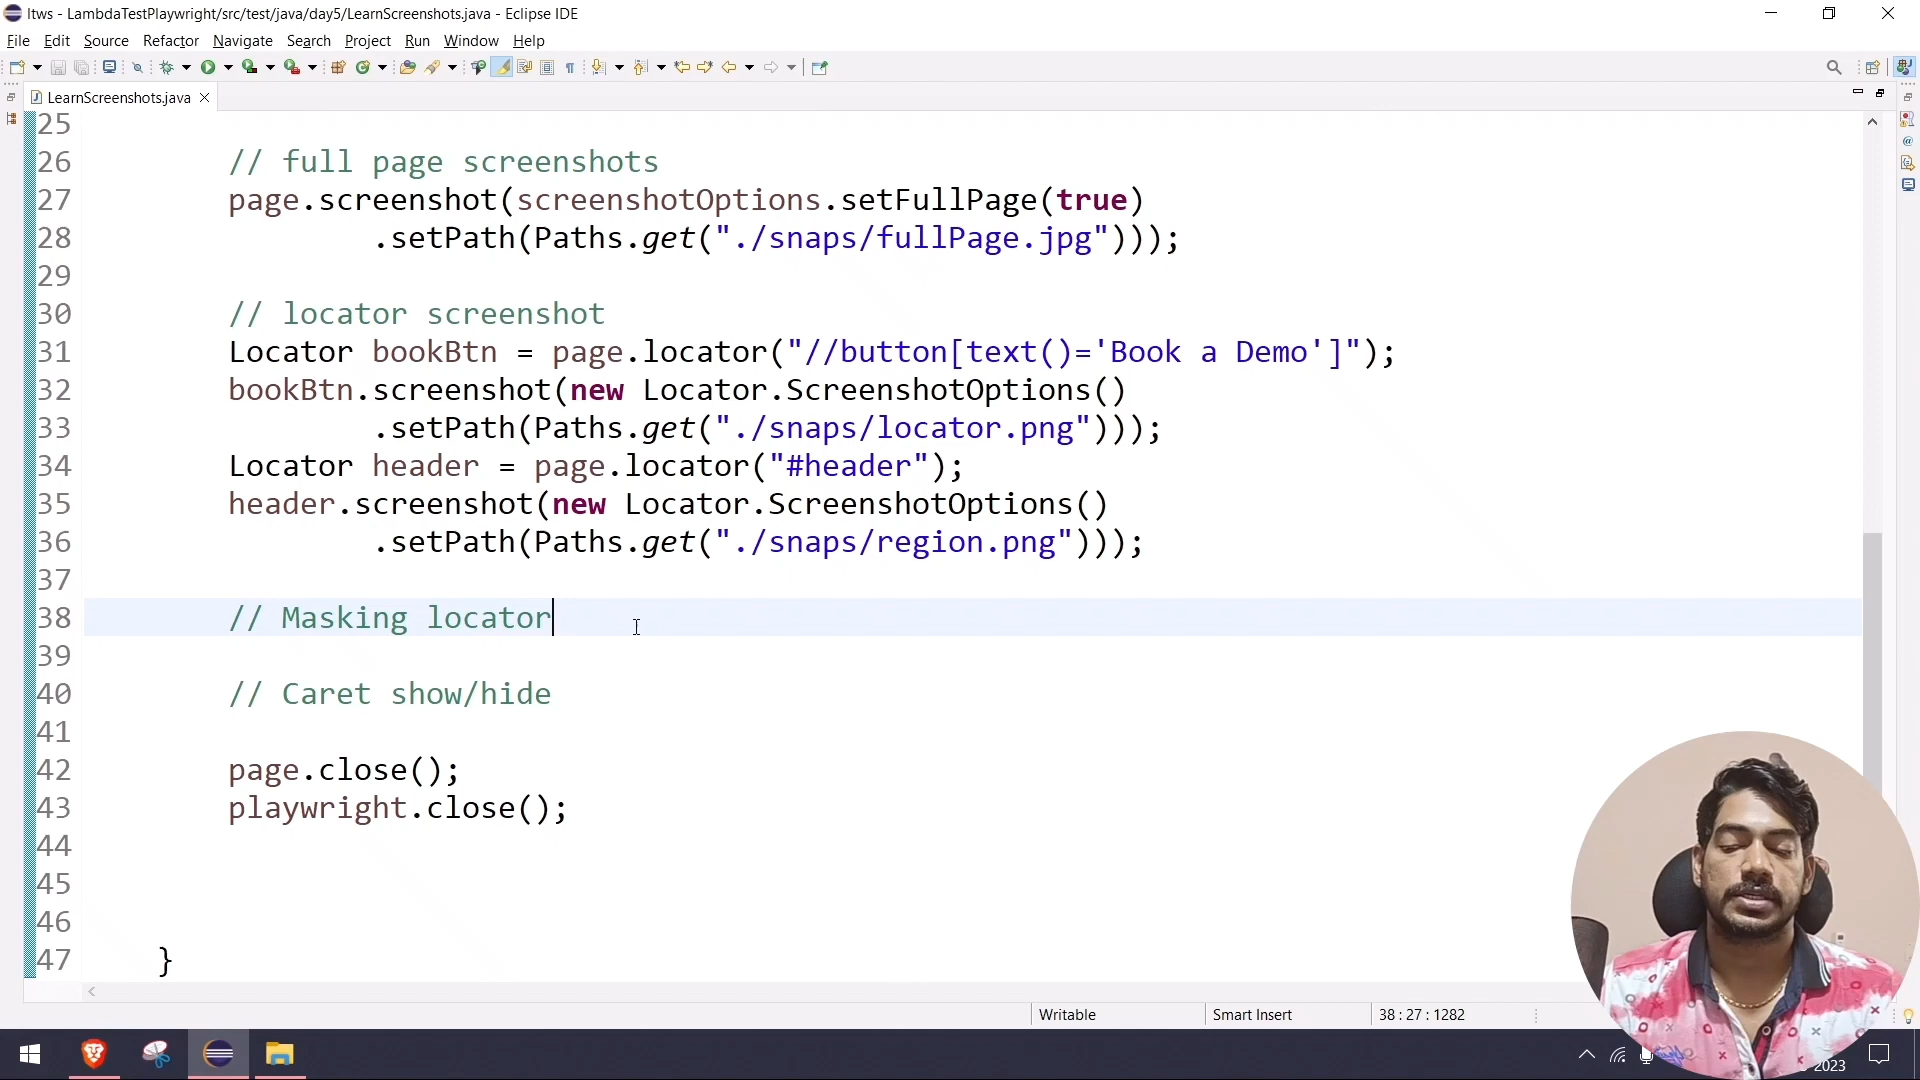 ltws - LambdaTestPlaywright/src/test/java/day5/LearnScreenshots.java - Eclipse IDE
File Edit Source Refactor Navigate Search Project Run Window Help
LearnScreenshots.java
25
26 // full page screenshots
27 page.screenshot(screenshotOptions.setFullPage(true)
28 .setPath(Paths.get("./snaps/fullPage.jpg")));
29
30 // locator screenshot
31 Locator bookBtn = page.locator("//button[text()='Book a Demo']");
32 bookBtn.screenshot(new Locator.ScreenshotOptions()
33 .setPath(Paths.get("./snaps/locator.png")));
34 Locator header = page.locator("#header");
35 header.screenshot(new Locator.ScreenshotOptions()
36 .setPath(Paths.get("./snaps/region.png")));
37
38 // Masking locator
39
40 // Caret show/hide
41
42 page.close();
43 playwright.close();
44
45
46
47 }
Writable Smart Insert 38 : 27 : 1282
2023